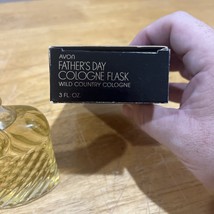 AVON
FATHER'S DAY
COLOGNE FLASK
WILD COUNTRY COLOGNE
3 FL. OZ.